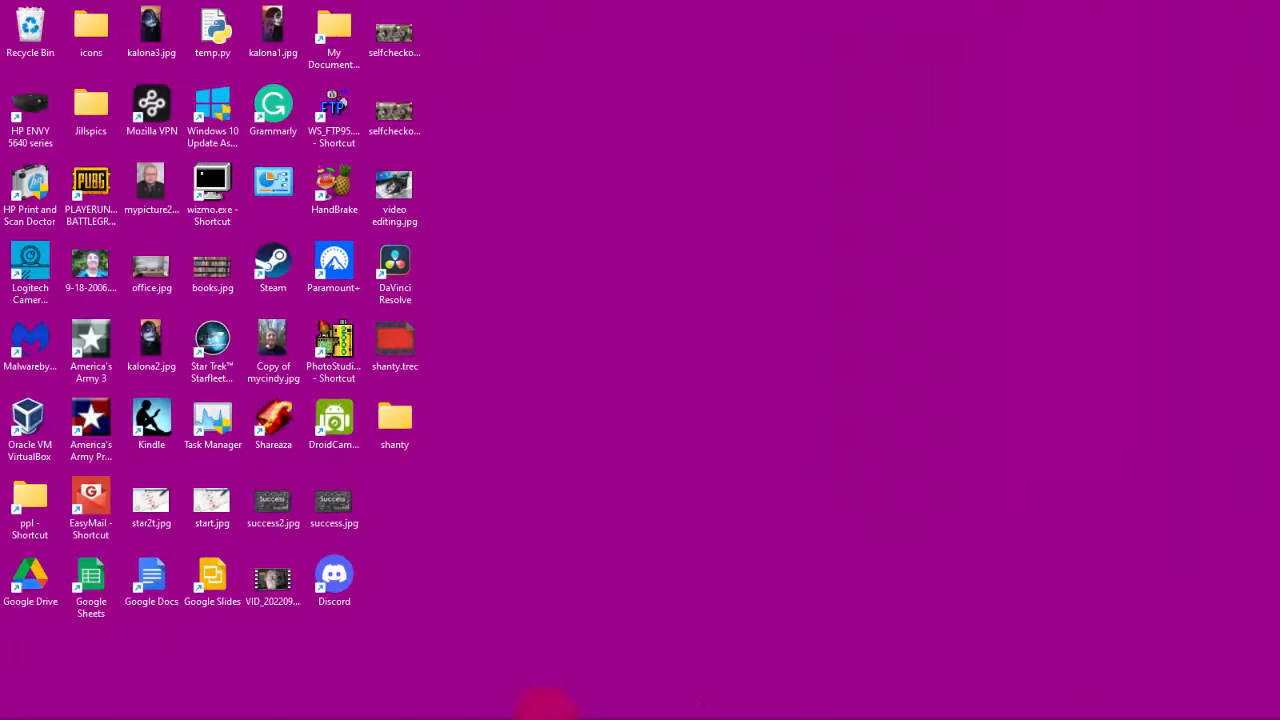 Recycle Bin
icons
kalona3.jpg
temp.py
kalona1.jpg
My
Document...
selfchecko...
HP ENVY
5640 series
Jillspics
Mozilla VPN
Windows 10
Update As...
Grammarly
WS_FTP95....
- Shortcut
selfchecko...
HP Print and
Scan Doctor
PLAYERUN...
BATTLEGR...
mypicture2...
wizmo.exe -
Shortcut
HandBrake
video
editing.jpg
Logitech
Camer...
9-18-2006....
office.jpg
books.jpg
Steam
Paramount+
DaVinci
Resolve
Malwareby...
America's
Army 3
kalona2.jpg
Star Trek™
Starfleet...
Copy of
mycindy.jpg
PhotoStudi...
- Shortcut
shanty.trec
Oracle VM
VirtualBox
America's
Army Pr...
Kindle
Task Manager
Shareaza
DroidCam...
shanty
ppl -
Shortcut
EasyMail -
Shortcut
star2t.jpg
start.jpg
success2.jpg
success.jpg
Google Drive
Google
Sheets
Google Docs
Google Slides
VID_202209...
Discord